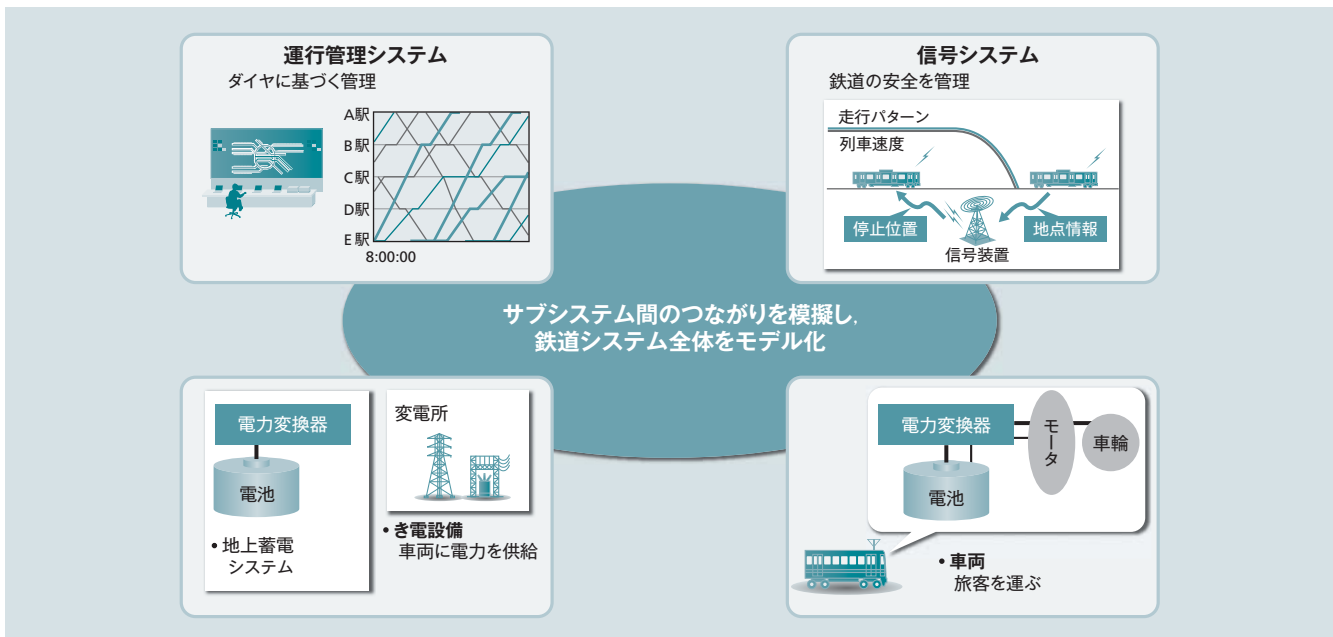 運行管理システム
ダイヤに基づく管理
A駅
B駅
C駅
D駅
E駅
8:00:00
信号システム
鉄道の安全を管理
走行パターン
列車速度
停止位置
地点情報
信号装置
サブシステム間のつながりを模擬し,
鉄道システム全体をモデル化
電力変換器
電池
• 地上蓄電
システム
変電所
• き電設備
車両に電力を供給
電力変換器
電池
モータ
車輪
• 車両
旅客を運ぶ